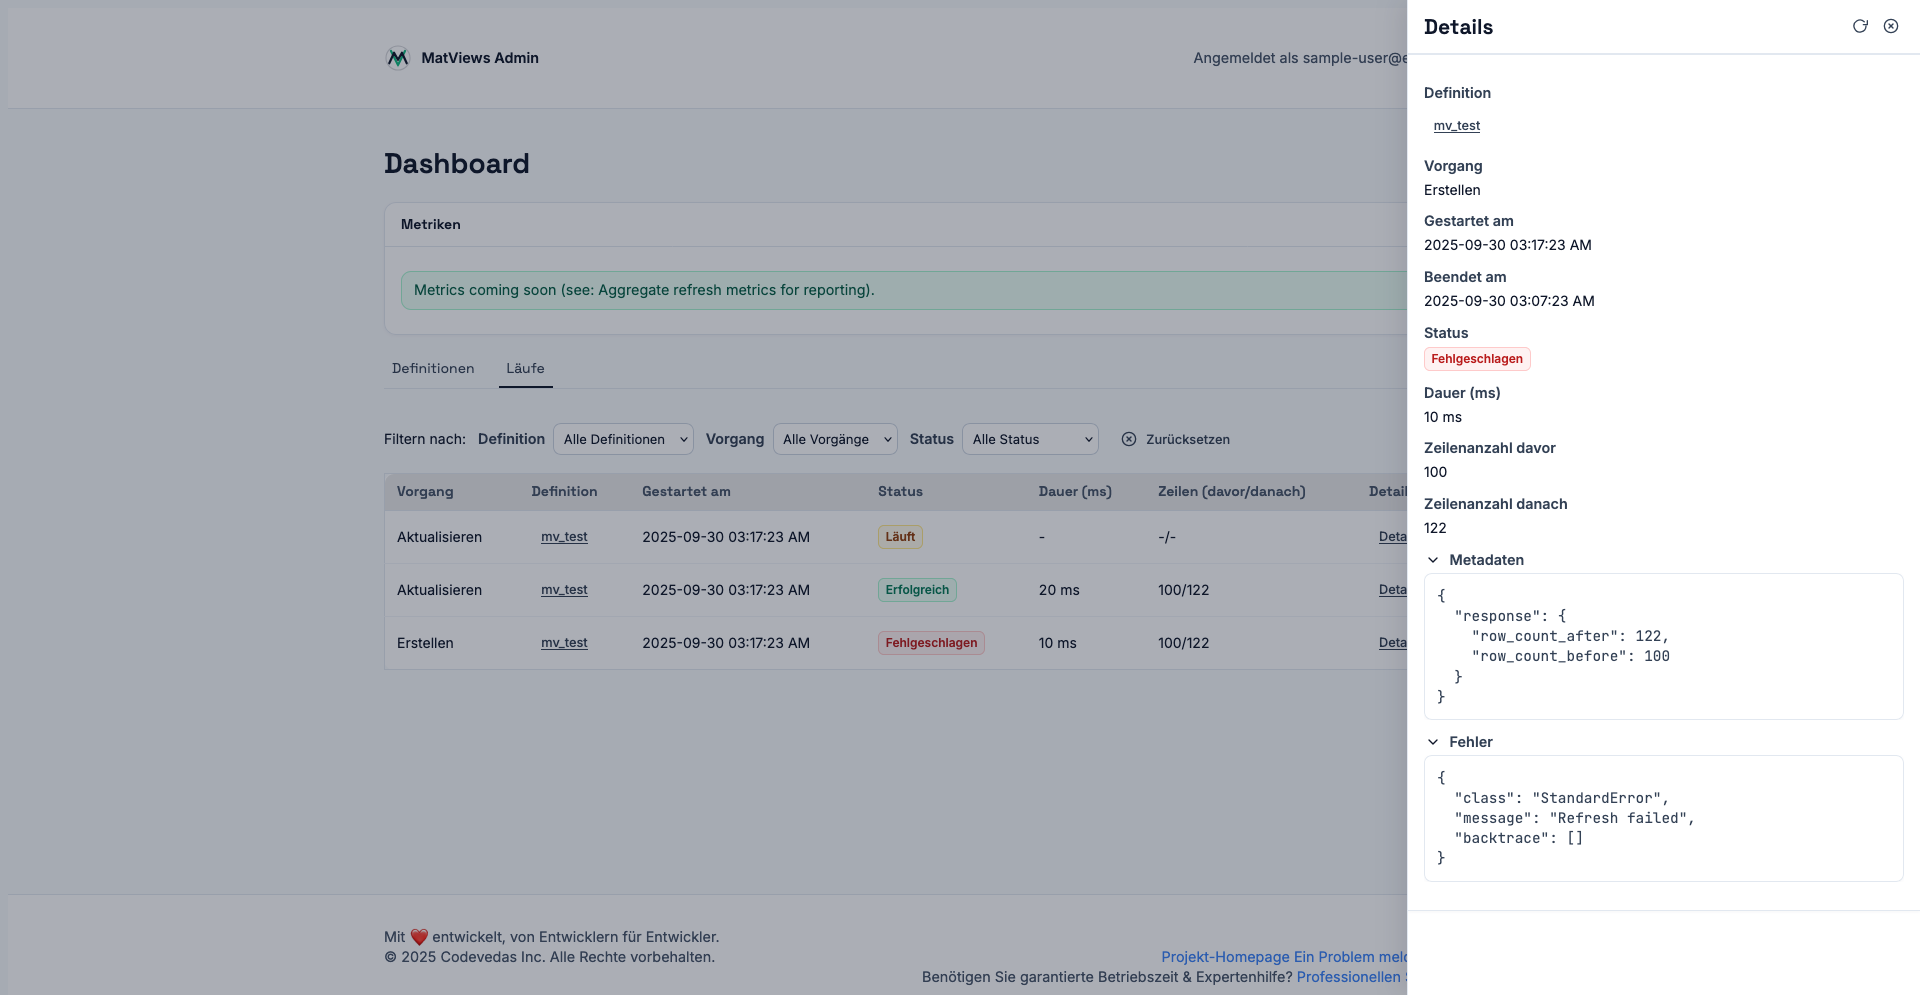 MatViews Admin
Angemeldet als sample-user@
Dashboard
Metriken
Metrics coming soon (see: Aggregate refresh metrics for reporting).
Definitionen
Läufe
Filtern nach:
Definition
Alle Definitionen
Vorgang
Alle Vorgänge
Status
Alle Status
Zurücksetzen
Vorgang Definition Gestartet am Status Dauer (ms) Zeilen (davor/danach) Detail
Aktualisieren mv_test 2025-09-30 03:17:23 AM Läuft - -/- Deta
Aktualisieren mv_test 2025-09-30 03:17:23 AM Erfolgreich 20 ms 100/122 Deta
Erstellen mv_test 2025-09-30 03:17:23 AM Fehlgeschlagen 10 ms 100/122 Deta
Mit ❤️ entwickelt, von Entwicklern für Entwickler.
© 2025 Codevedas Inc. Alle Rechte vorbehalten.
Projekt-Homepage Ein Problem meld
Benötigen Sie garantierte Betriebszeit & Expertenhilfe? Professionellen
Details
Definition
mv_test
Vorgang
Erstellen
Gestartet am
2025-09-30 03:17:23 AM
Beendet am
2025-09-30 03:07:23 AM
Status
Fehlgeschlagen
Dauer (ms)
10 ms
Zeilenanzahl davor
100
Zeilenanzahl danach
122
Metadaten
{
"response": {
"row_count_after": 122,
"row_count_before": 100
}
}
Fehler
{
"class": "StandardError",
"message": "Refresh failed",
"backtrace": []
}